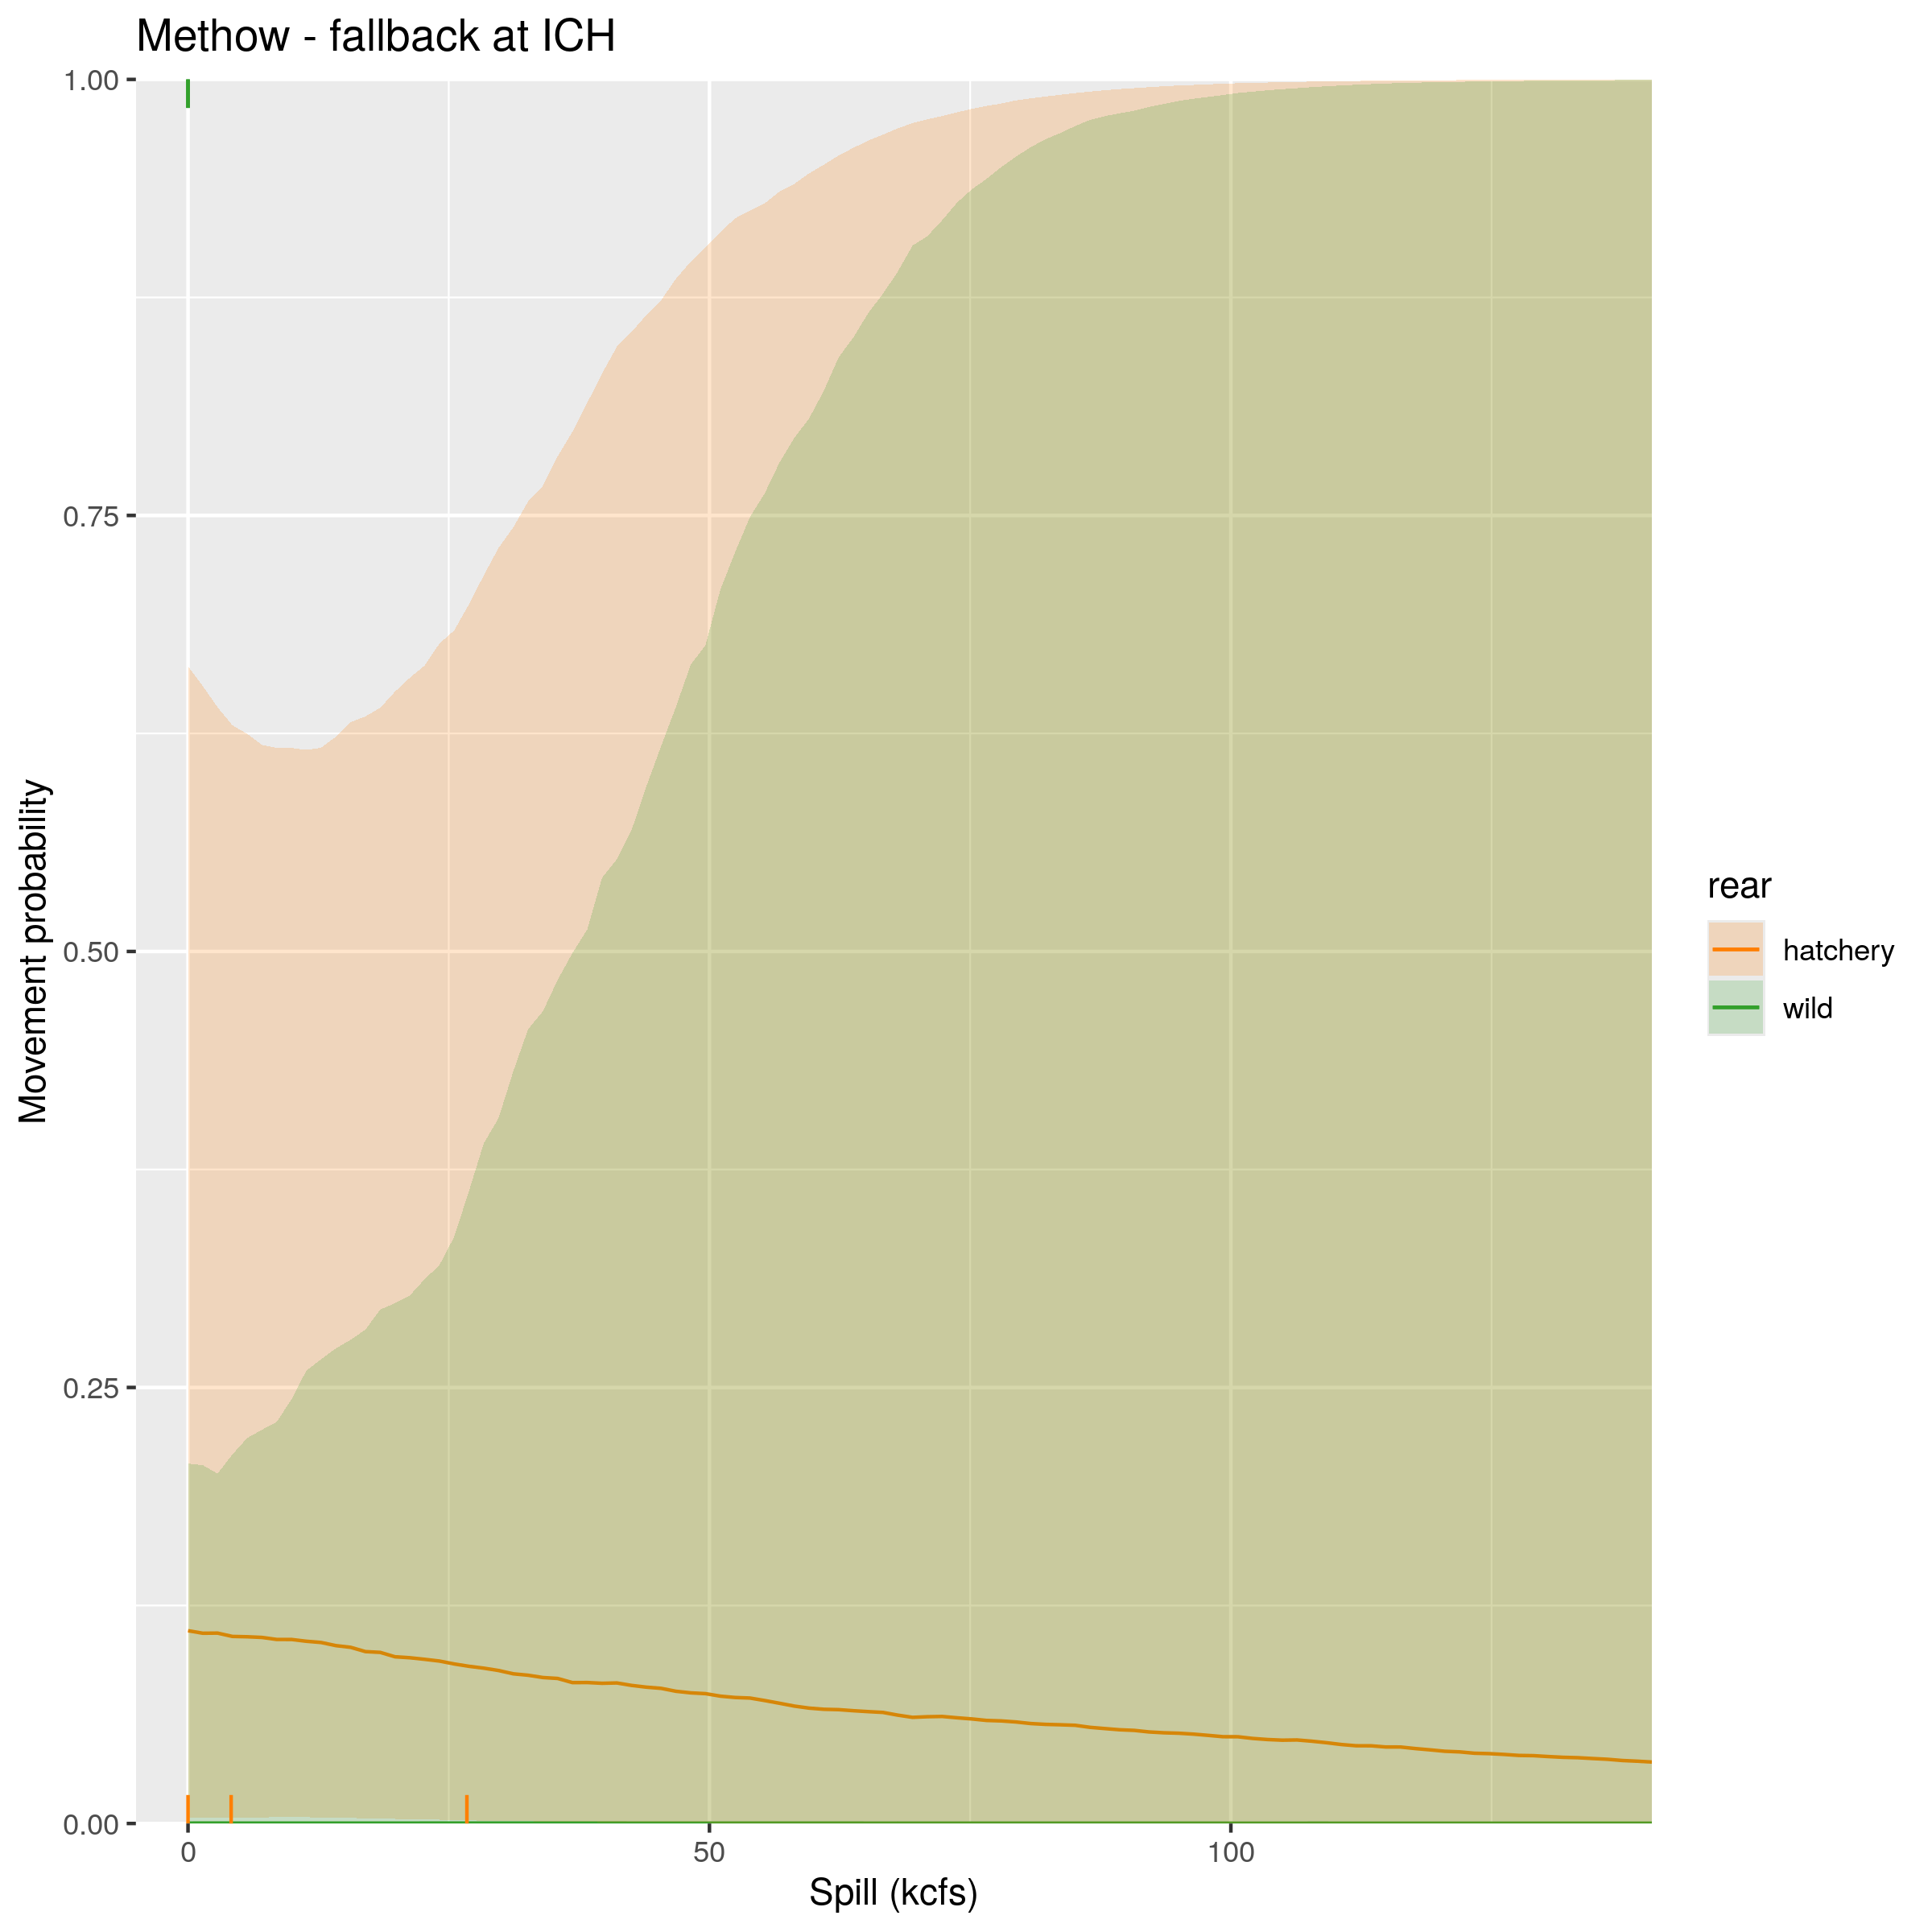 Methow - fallback at ICH
1.00
0.75
0.50
0.25
0.00
Movement probability
0
50
100
Spill (kcfs)
rear
hatchery
wild